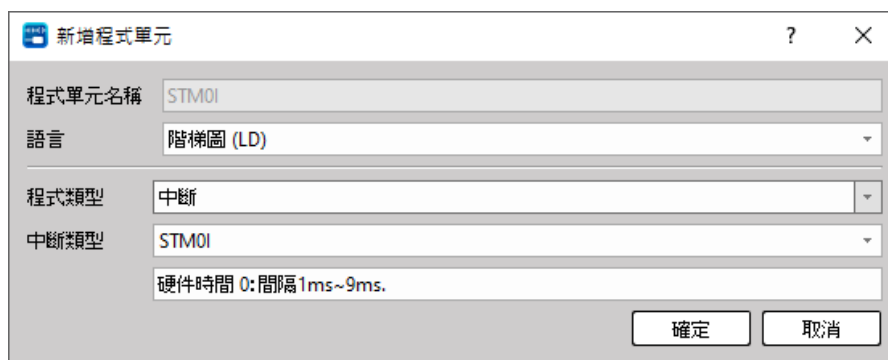 新增程式單元
?
程式單元名稱 STM0I
語言 階梯圖 (LD)
程式類型 中斷
中斷類型 STM0I
硬件時間 0:間隔1ms~9ms.
確定 取消